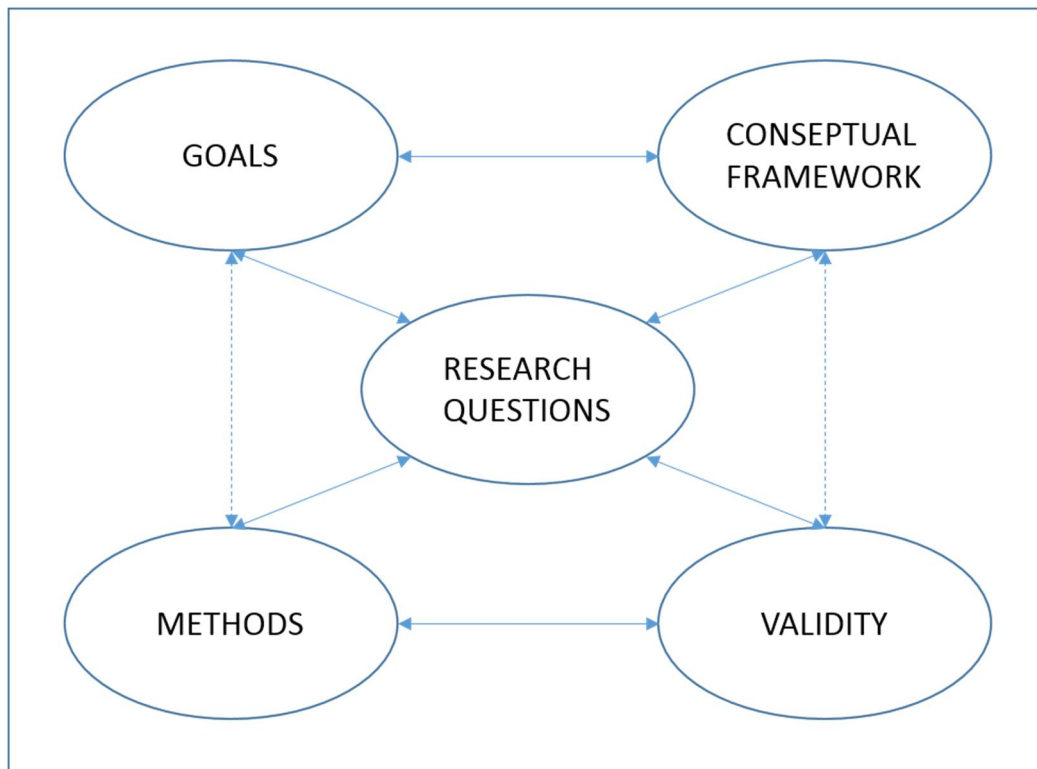 GOALS
CONSEPTUAL
FRAMEWORK
RESEARCH
QUESTIONS
METHODS
VALIDITY